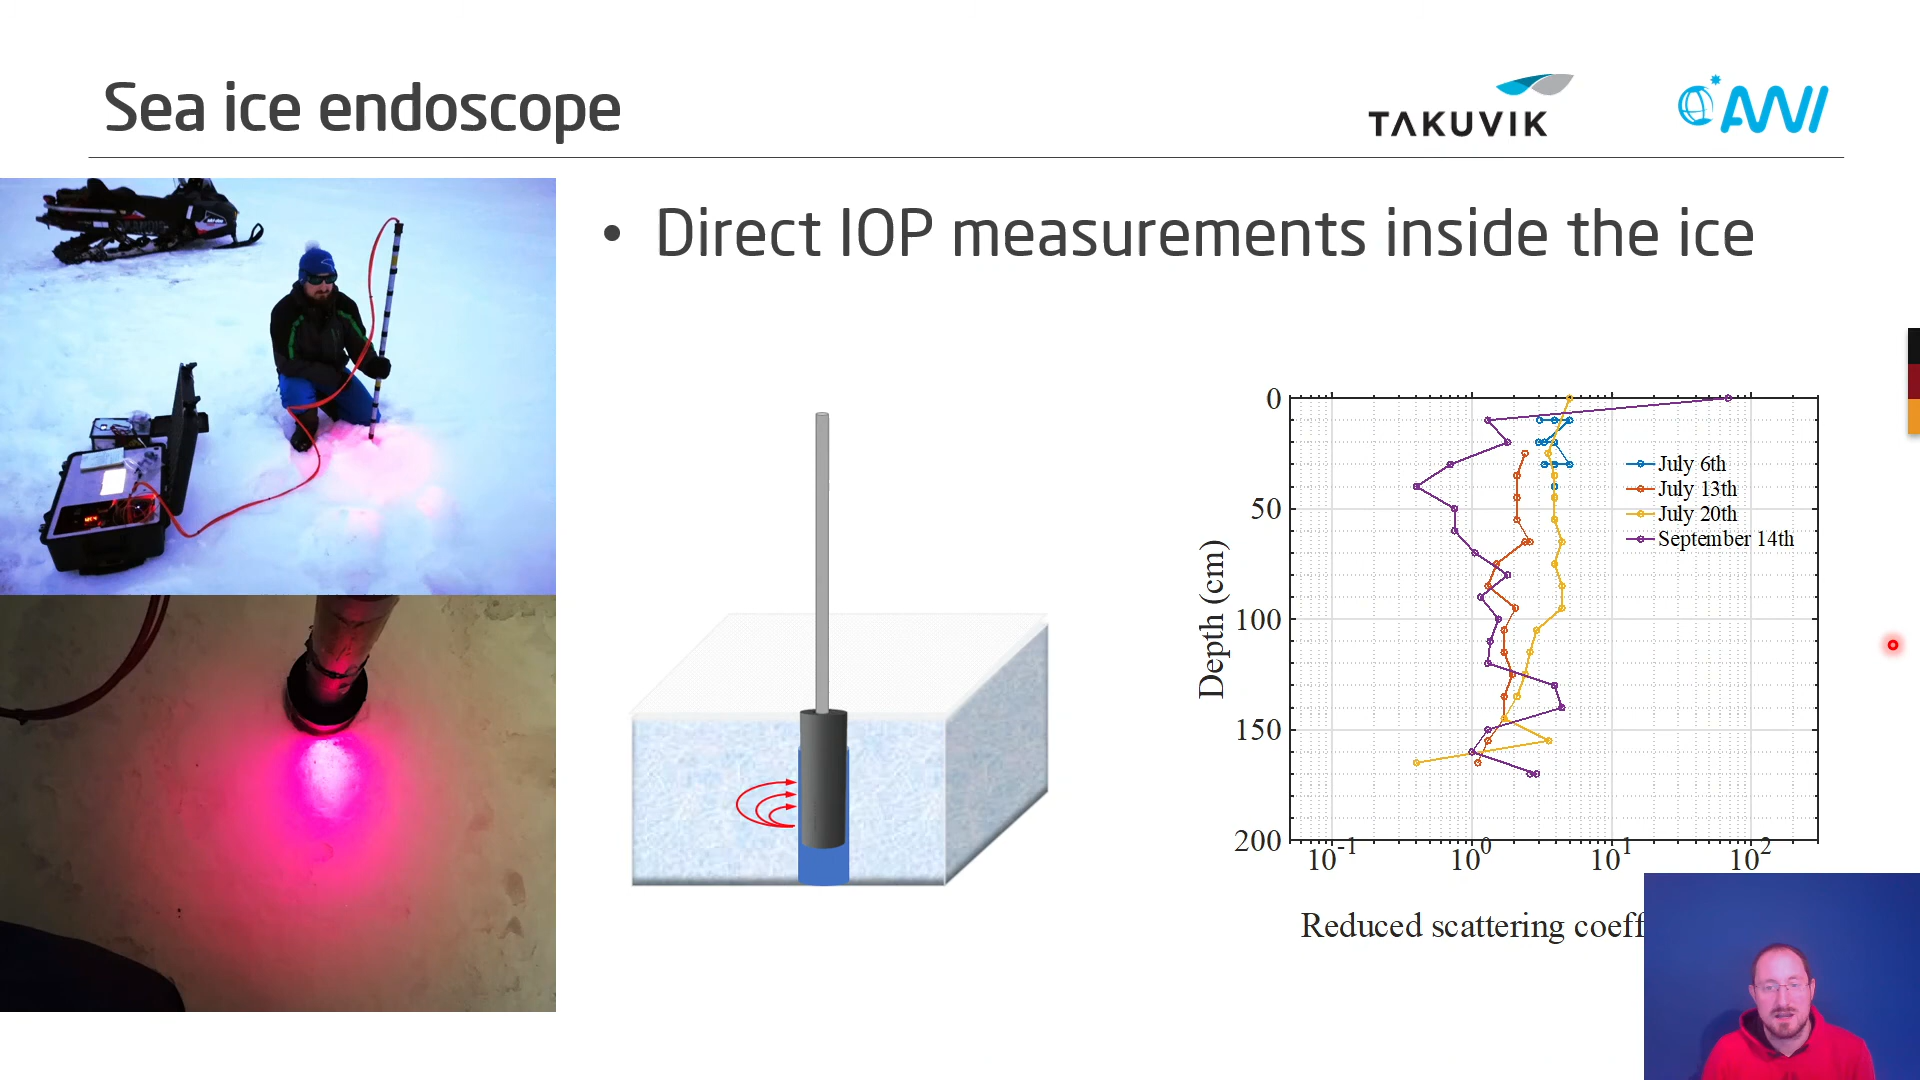 Sea ice endoscope
TAKUVIK
AWI
• Direct IOP measurements inside the ice
0
50
100
150
200
Depth (cm)
July 6th
July 13th
July 20th
September 14th
10-1
100
101
102
Reduced scattering coeff